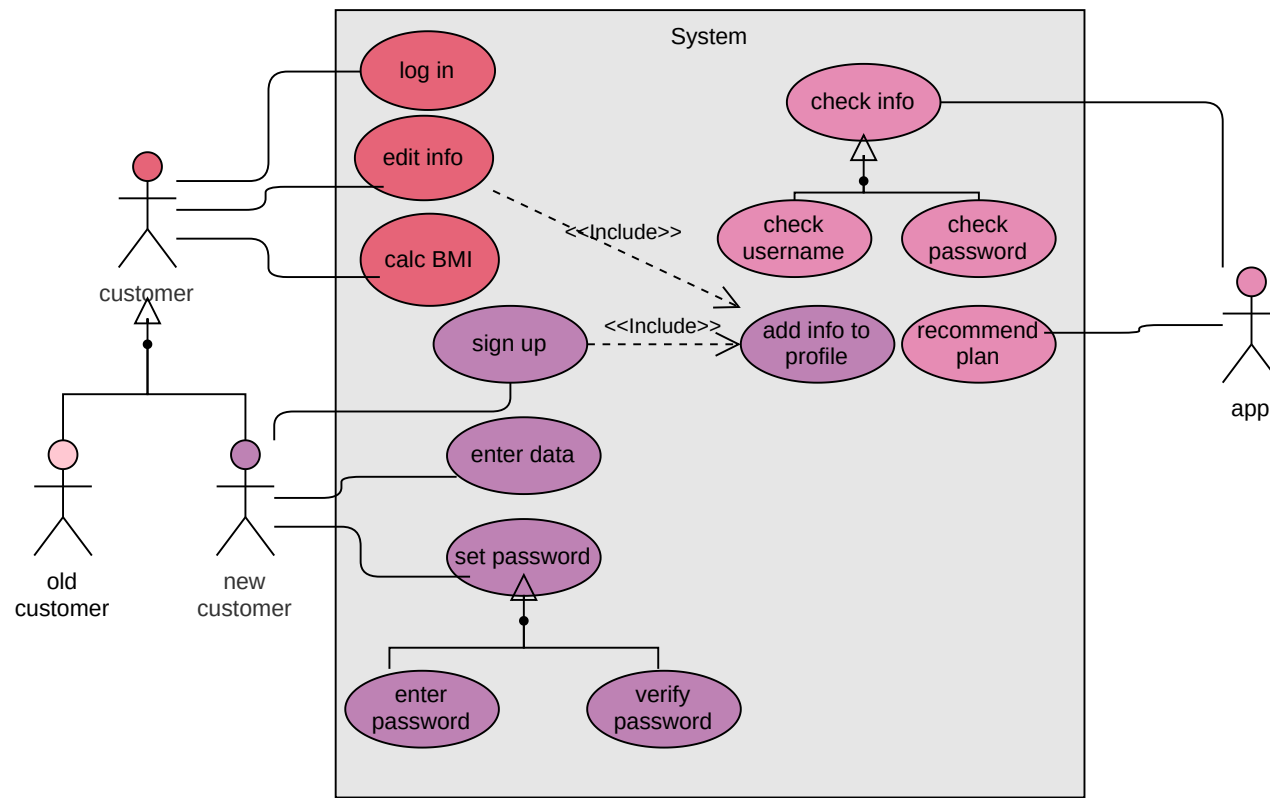 System
log in
check info
edit info
check
username
check
password
<<Include>>
calc BMI
customer
<<Include>>
sign up
add info to
profile
recommend
plan
app
enter data
set password
old
customer
new
customer
enter
password
verify
password